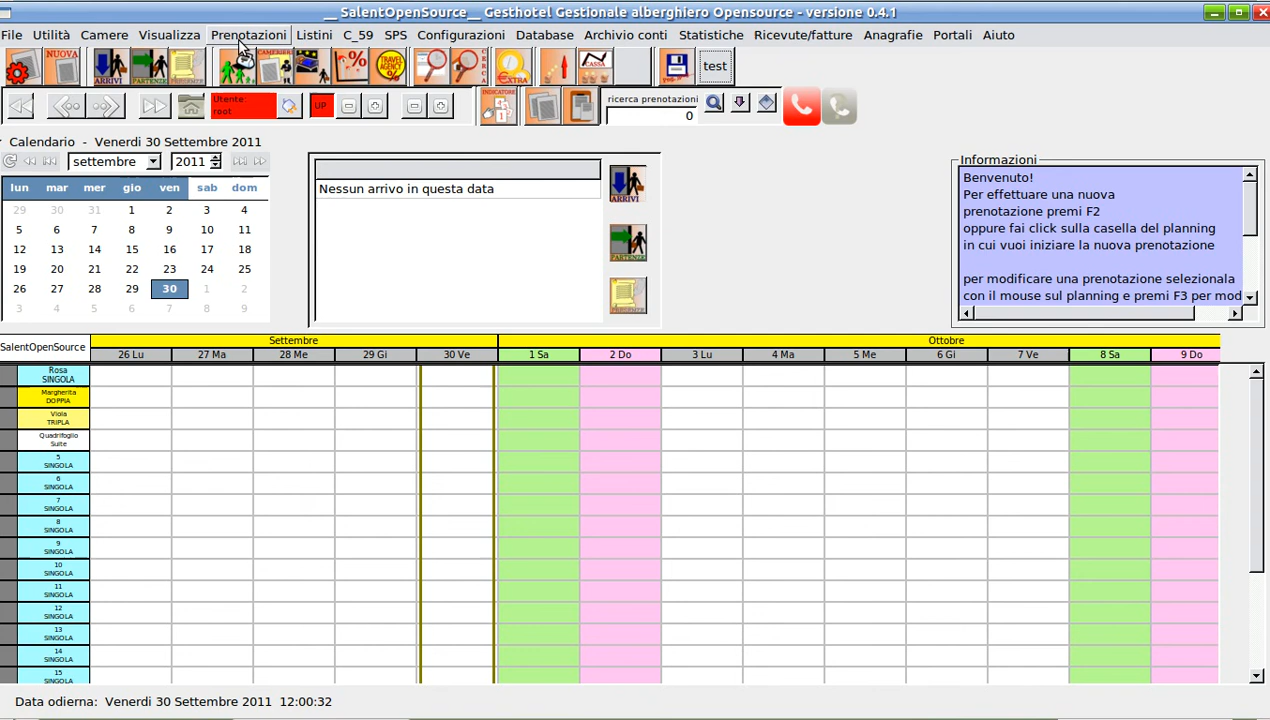 __ SalentOpenSource__ Gesthotel Gestionale alberghiero Opensource - versione 0.4.1
File Utilità Camere Visualizza Prenotazioni Listini C_59 SPS Configurazioni Database Archivio conti Statistiche Ricevute/fatture Anagrafie Portali Aiuto
NUOVA ARRIVI PARTENZE PRESENZE CAMERIERI % TRAVEL AGENCY CERCA EXTRA CASSA test
Utente: root
UP
INDICATORE
ricerca prenotazioni
0
Calendario - Venerdi 30 Settembre 2011
settembre 2011
lun mar mer gio ven sab dom
29 30 31 1 2 3 4
5 6 7 8 9 10 11
12 13 14 15 16 17 18
19 20 21 22 23 24 25
26 27 28 29 30 1 2
3 4 5 6 7 8 9
Nessun arrivo in questa data
ARRIVI
PARTENZE
PRESENZE
Informazioni
Benvenuto!
Per effettuare una nuova
prenotazione premi F2
oppure fai click sulla casella del planning
in cui vuoi iniziare la nuova prenotazione
per modificare una prenotazione selezionala
con il mouse sul planning e premi F3 per mod
SalentOpenSource
Settembre Ottobre
26 Lu 27 Ma 28 Me 29 Gi 30 Ve 1 Sa 2 Do 3 Lu 4 Ma 5 Me 6 Gi 7 Ve 8 Sa 9 Do
Rosa
SINGOLA
Margherita
DOPPIA
Viola
TRIPLA
Quadrifoglio
Suite
5
SINGOLA
6
SINGOLA
7
SINGOLA
8
SINGOLA
9
SINGOLA
10
SINGOLA
11
SINGOLA
12
SINGOLA
13
SINGOLA
14
SINGOLA
15
SINGOLA
Data odierna: Venerdi 30 Settembre 2011 12:00:32